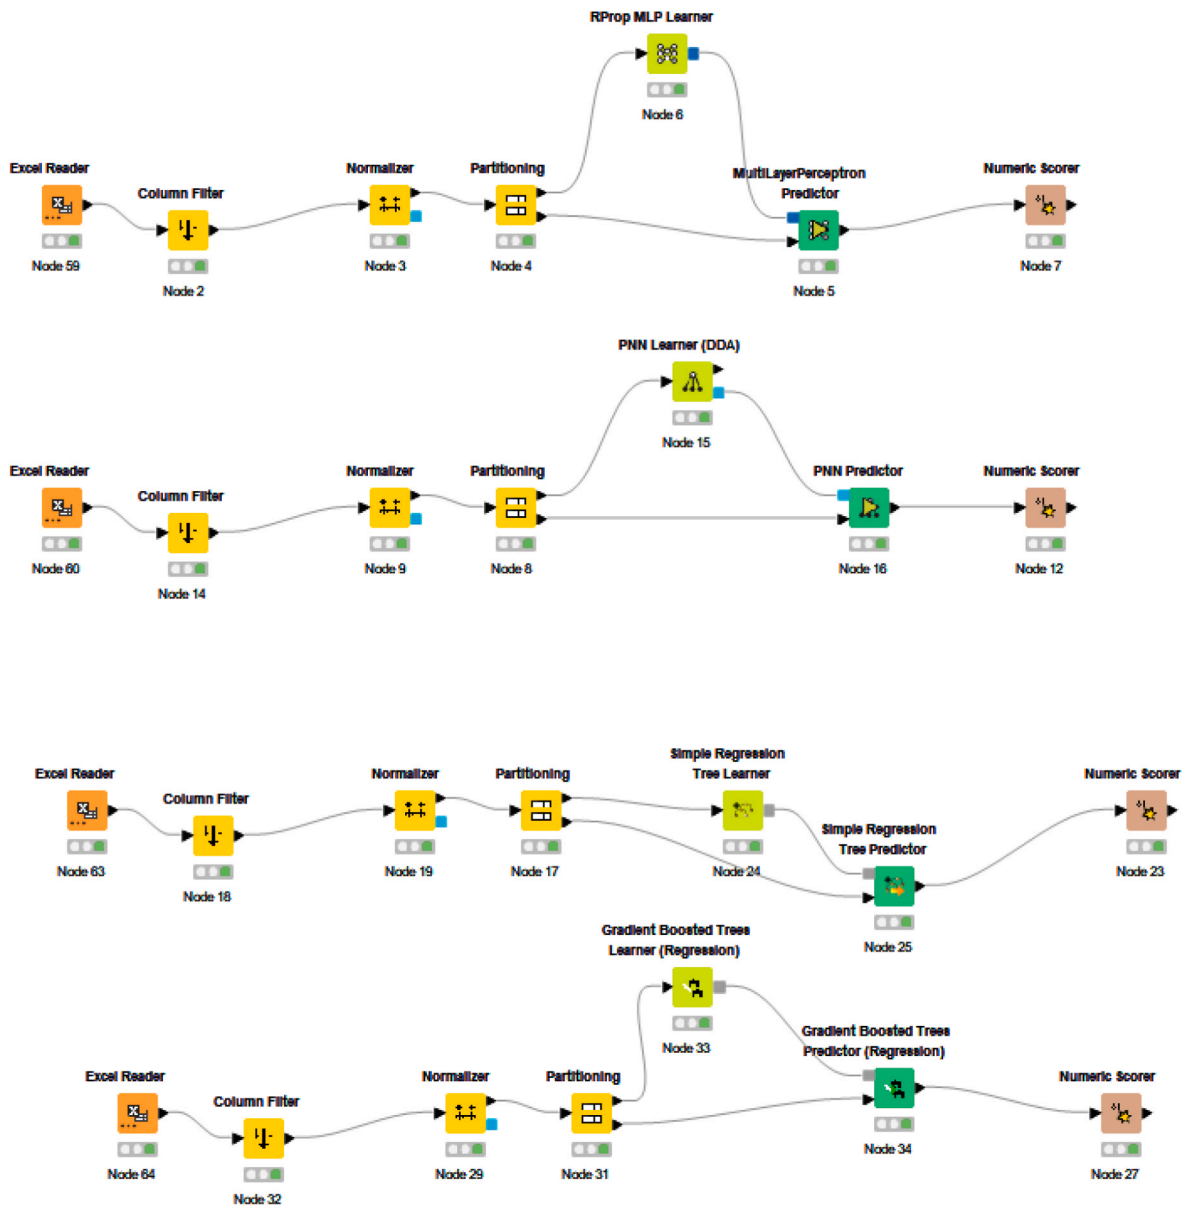 RProp MLP Learner
Node 6
Excel Reader
Node 59
Column Filter
Node 2
Normalizer
Node 3
Partitioning
Node 4
MultiLayerPerceptron
Predictor
Node 5
Numeric Scorer
Node 7
PNN Learner (DDA)
Node 15
Excel Reader
Node 60
Column Filter
Node 14
Normalizer
Node 9
Partitioning
Node 8
PNN Predictor
Node 16
Numeric Scorer
Node 12
Excel Reader
Node 63
Column Filter
Node 18
Normalizer
Node 19
Partitioning
Node 17
Simple Regression
Tree Learner
Node 24
Simple Regression
Tree Predictor
Node 25
Numeric Scorer
Node 23
Gradient Boosted Trees
Learner (Regression)
Node 33
Excel Reader
Node 64
Column Filter
Node 32
Normalizer
Node 29
Partitioning
Node 31
Gradient Boosted Trees
Predictor (Regression)
Node 34
Numeric Scorer
Node 27